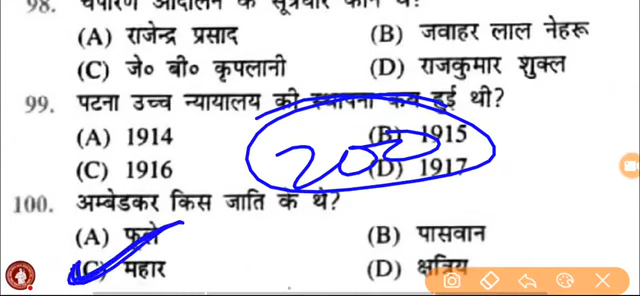 98. चंपारण आंदोलन के सूत्रधार कौन थे?
(A) राजेन्द्र प्रसाद (B) जवाहर लाल नेहरू
(C) जे० बी० कृपलानी (D) राजकुमार शुक्ल
99. पटना उच्च न्यायालय की स्थापना कब हुई थी?
(A) 1914 (B) 1915
200
(C) 1916 (D) 1917
100. अम्बेडकर किस जाति के थे?
(A) फूले (B) पासवान
(C) महार (D) क्षत्रिय